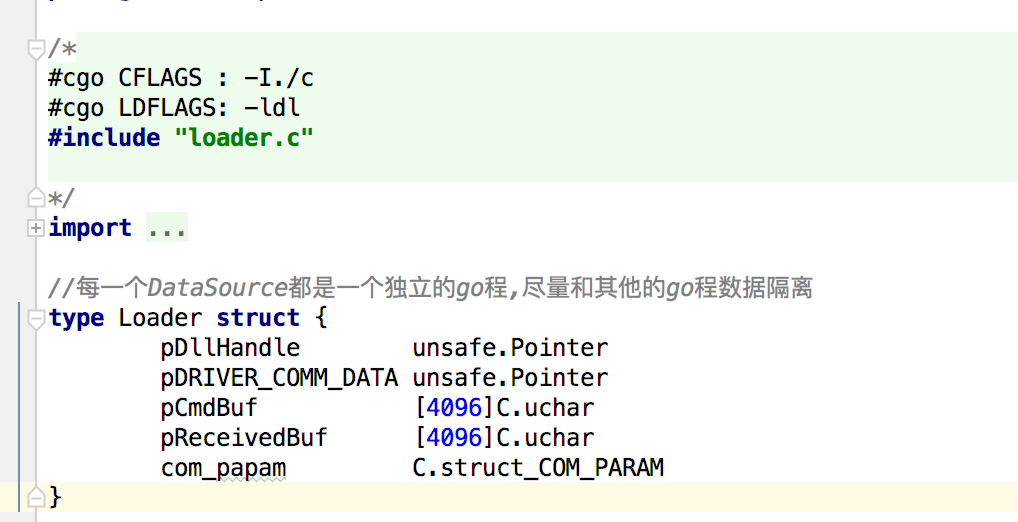 /*
#cgo CFLAGS : -I./c
#cgo LDFLAGS: -ldl
#include "loader.c"
*/
import ...
//每一个DataSource都是一个独立的go程,尽量和其他的go程数据隔离
type Loader struct {
pDllHandle unsafe.Pointer
pDRIVER_COMM_DATA unsafe.Pointer
pCmdBuf [4096]C.uchar
pReceivedBuf [4096]C.uchar
com_papam C.struct_COM_PARAM
}